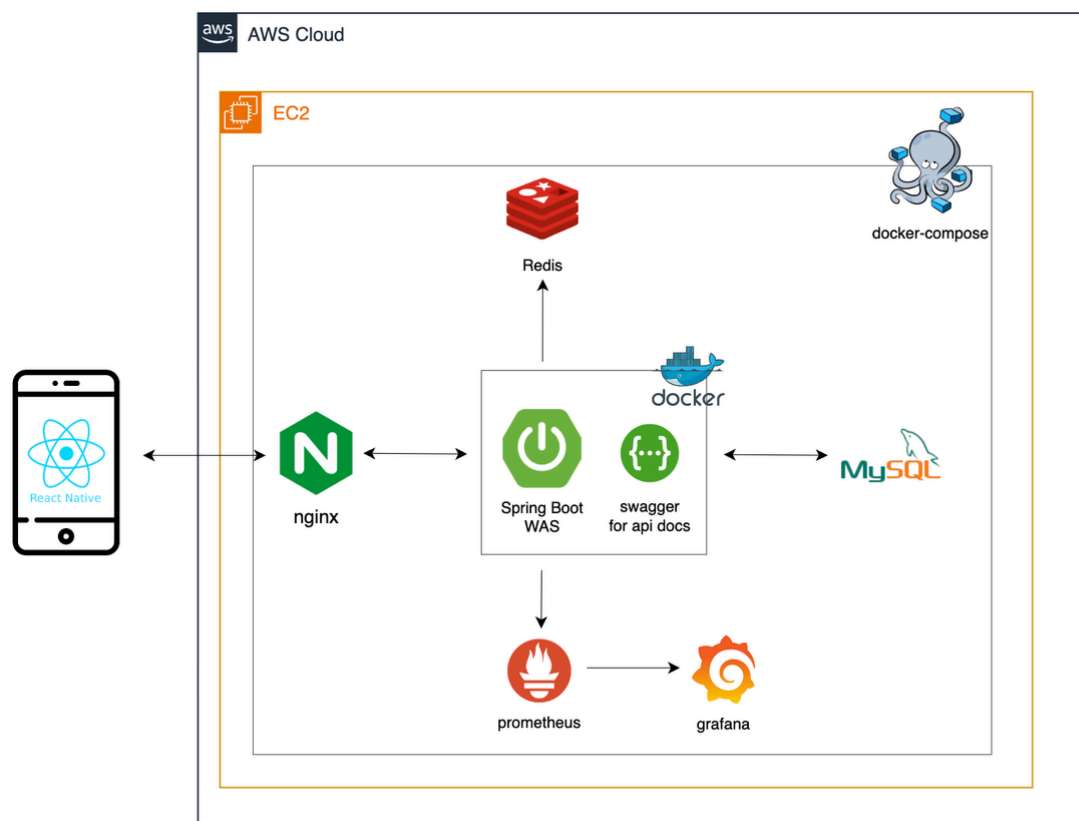 aws
AWS Cloud
EC2
docker-compose
Redis
docker
React Native
nginx
Spring Boot
WAS
swagger
for api docs
MySQL
prometheus
grafana